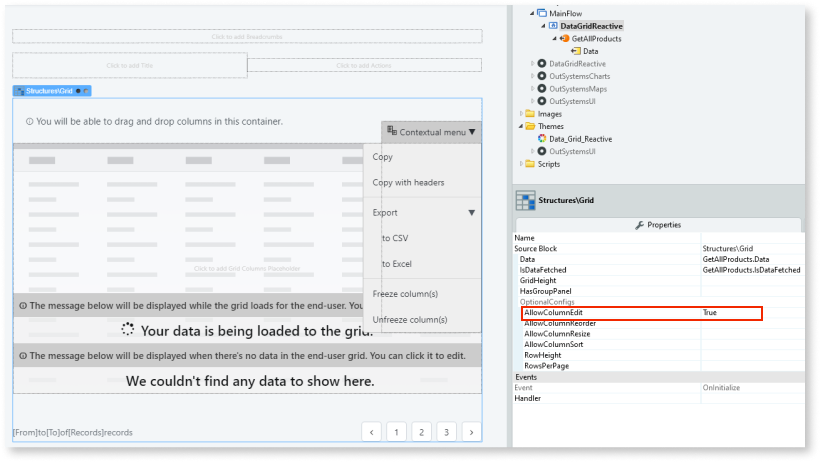 Click to add Breadcrumbs
Click to add Title
Click to add Actions
Structures\Grid
You will be able to drag and drop columns in this container.
Contextual menu
Copy
Copy with headers
Export
to CSV
to Excel
Freeze column(s)
Unfreeze column(s)
Click to add Grid Columns Placeholder
The message below will be displayed while the grid loads for the end-user. You
Your data is being loaded to the grid.
The message below will be displayed when there's no data in the end-user grid. You can click it to edit.
We couldn't find any data to show here.
[From]to[To]of[Records]records
< 1 2 3 >
MainFlow
DataGridReactive
GetAllProducts
Data
DataGridReactive
OutSystemsCharts
OutSystemsMaps
OutSystemsUI
Images
Themes
Data_Grid_Reactive
OutSystemsUI
Scripts
Structures\Grid
Properties
Name
Source Block Structures\Grid
Data GetAllProducts.Data
IsDataFetched GetAllProducts.IsDataFetched
GridHeight
HasGroupPanel
OptionalConfigs
AllowColumnEdit True
AllowColumnReorder
AllowColumnResize
AllowColumnSort
RowHeight
RowsPerPage
Events
Event OnInitialize
Handler